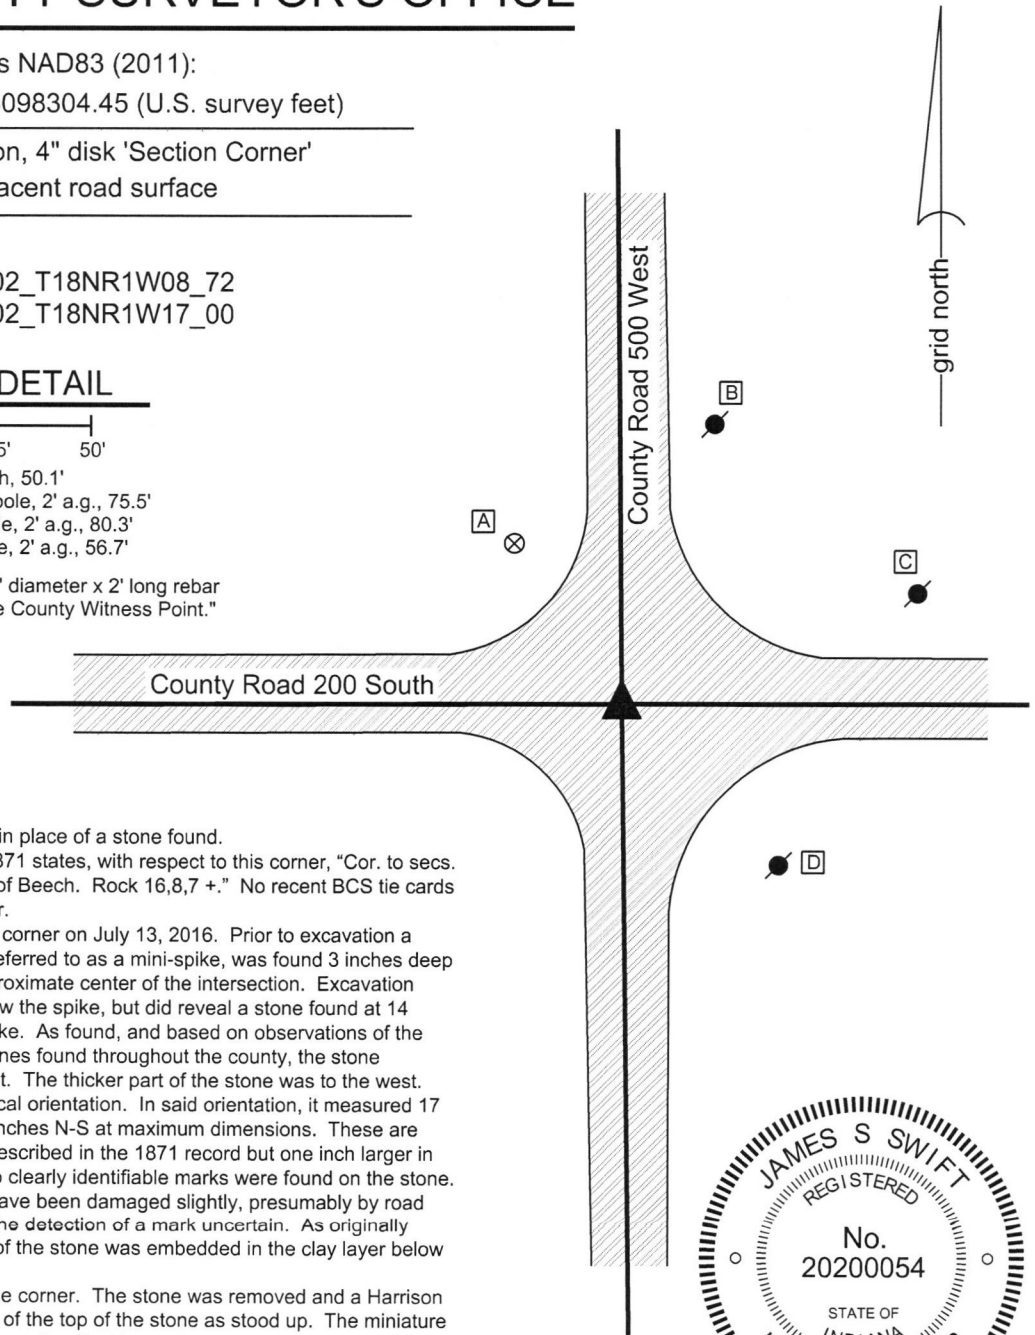 SURVEYOR'S OFFICE
s NAD83 (2011):
098304.45 (U.S. survey feet)
on, 4" disk 'Section Corner'
acent road surface
02_T18NR1W08_72
02_T18NR1W17_00
DETAIL
5' 50'
h, 50.1'
pole, 2' a.g., 75.5'
e, 2' a.g., 80.3'
e, 2' a.g., 56.7'
" diameter x 2' long rebar
e County Witness Point."
grid north
County Road 500 West
B
A
C
County Road 200 South
D
in place of a stone found.
871 states, with respect to this corner, “Cor. to secs.
of Beech. Rock 16,8,7 +.” No recent BCS tie cards
r.
corner on July 13, 2016. Prior to excavation a
eferred to as a mini-spike, was found 3 inches deep
roximate center of the intersection. Excavation
w the spike, but did reveal a stone found at 14
ke. As found, and based on observations of the
nes found throughout the county, the stone
t. The thicker part of the stone was to the west.
cal orientation. In said orientation, it measured 17
nches N-S at maximum dimensions. These are
escribed in the 1871 record but one inch larger in
o clearly identifiable marks were found on the stone.
ave been damaged slightly, presumably by road
he detection of a mark uncertain. As originally
of the stone was embedded in the clay layer below
e corner. The stone was removed and a Harrison
of the top of the stone as stood up. The miniature
JAMES S SWIFT
REGISTERED
No.
20200054
STATE OF
INDIANA